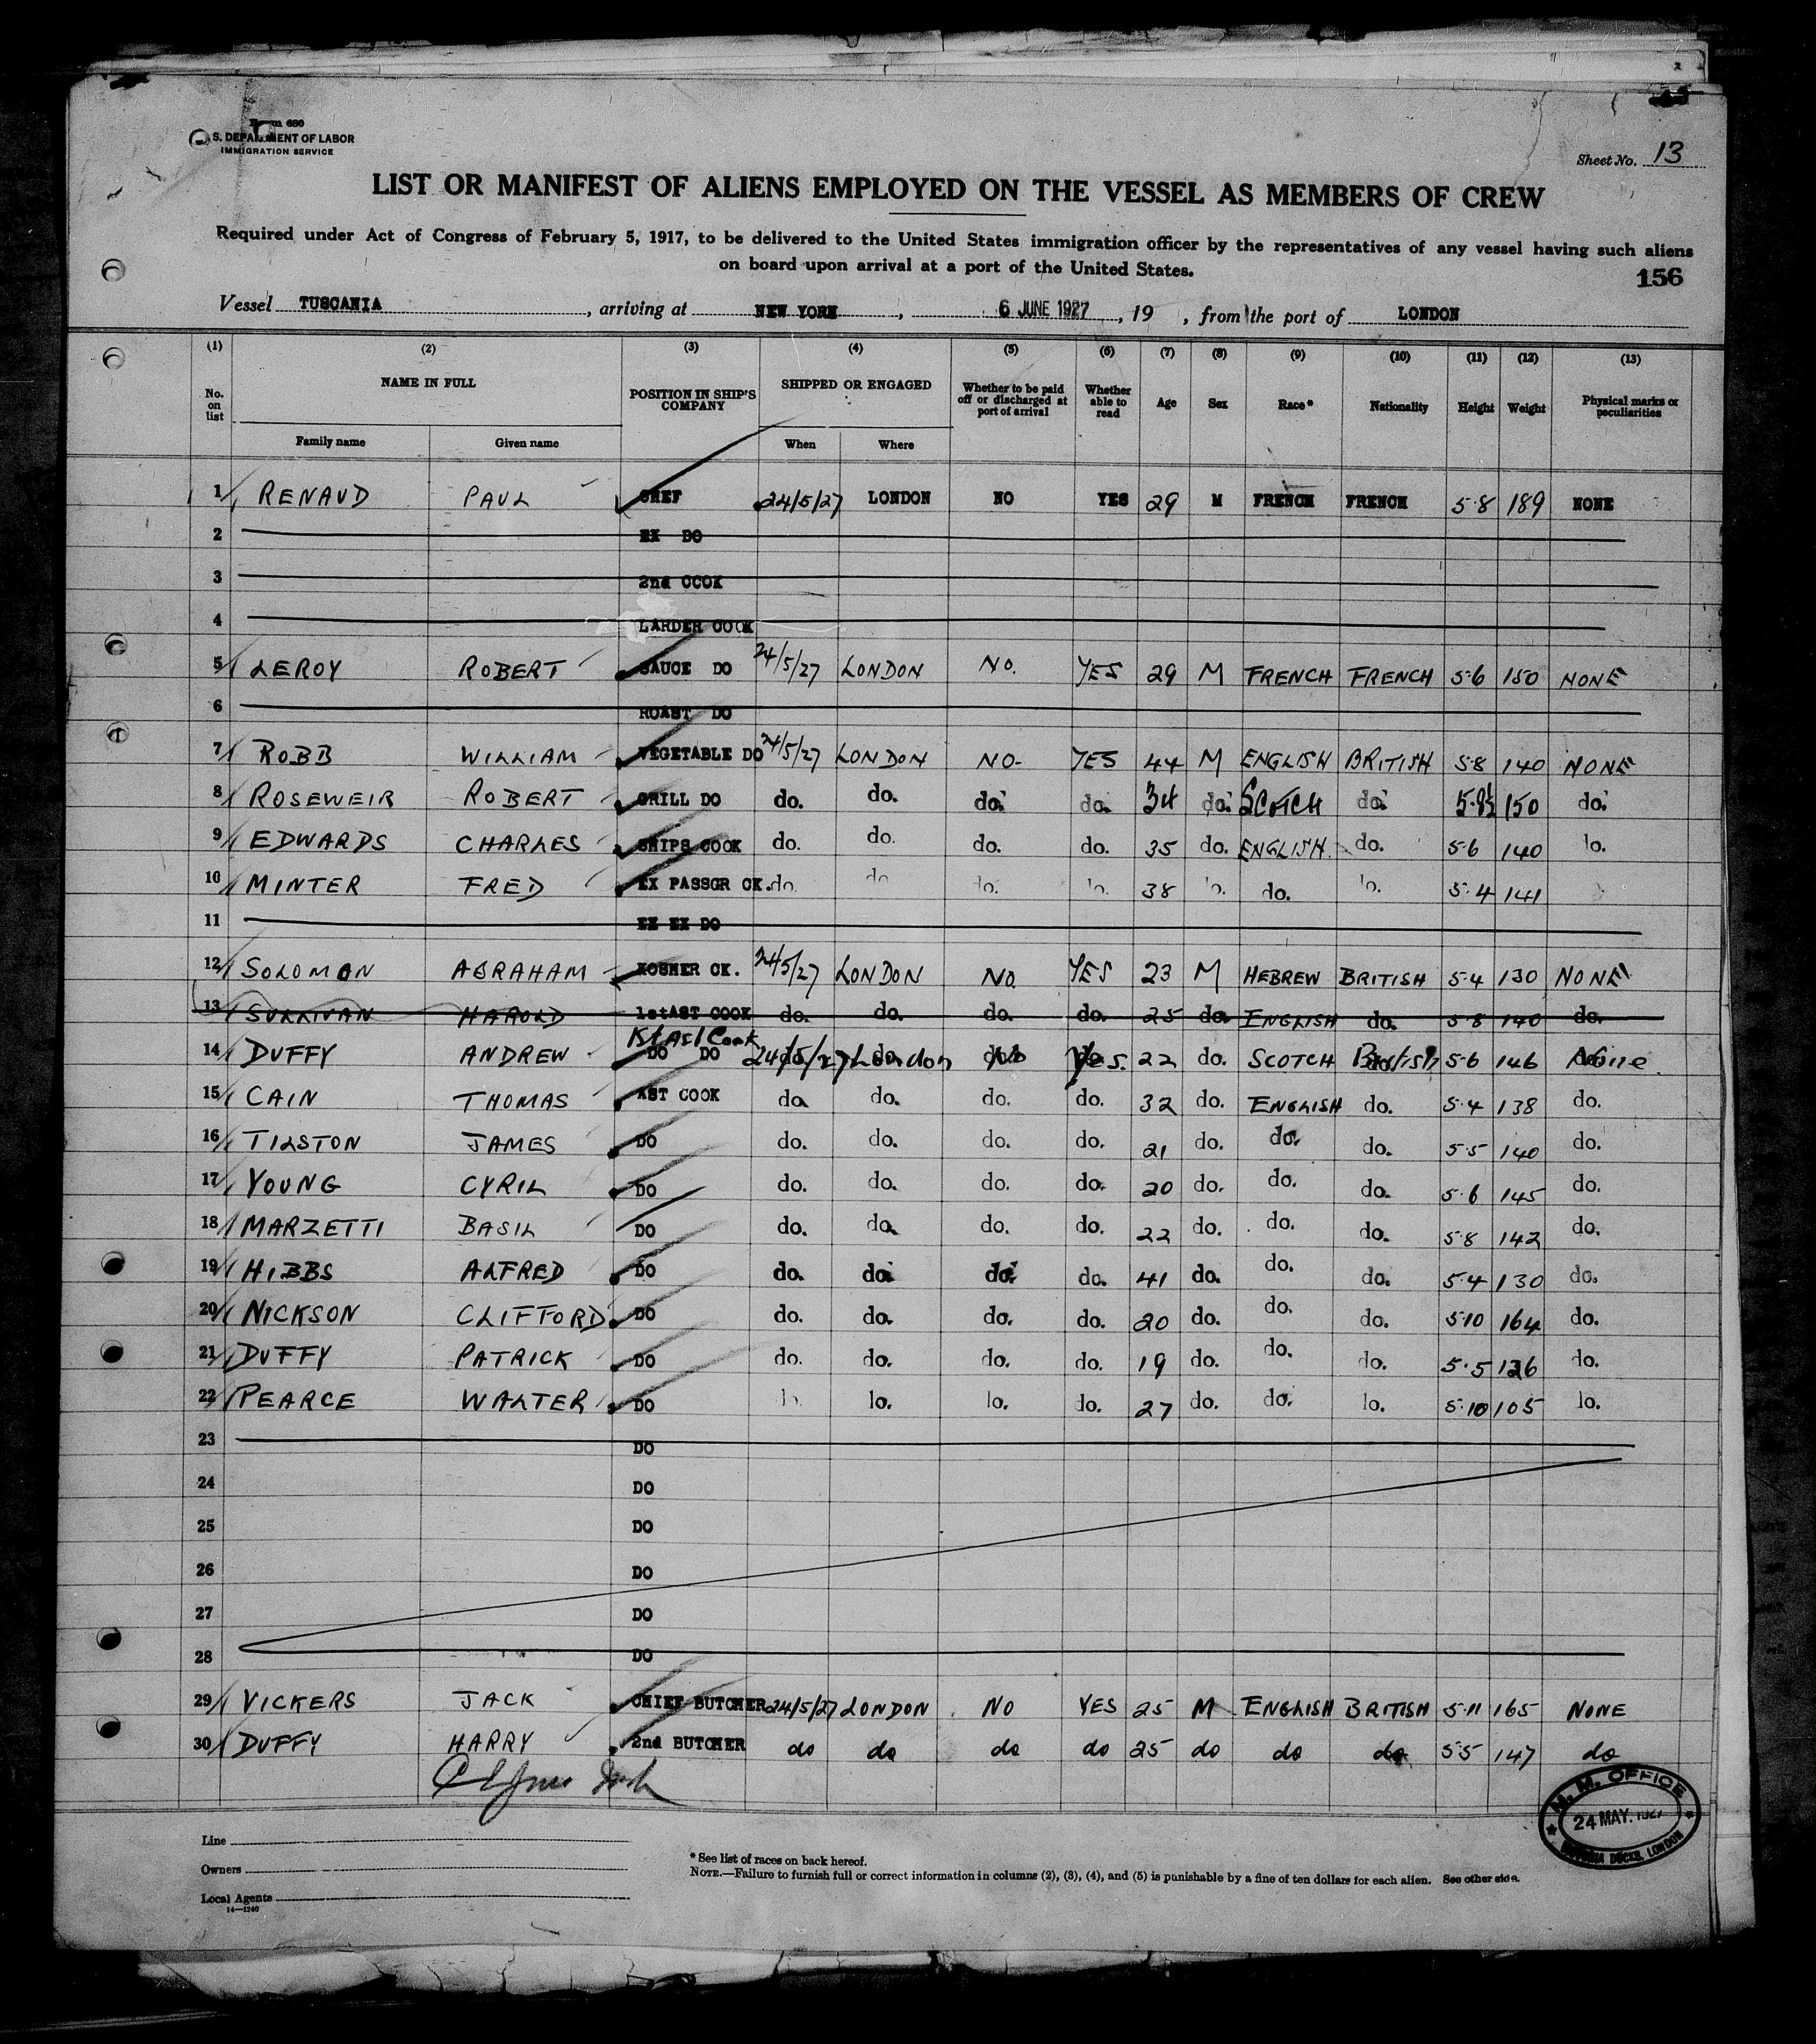 Form 680
U. S. DEPARTMENT OF LABOR
IMMIGRATION SERVICE
Sheet No. 13
LIST OR MANIFEST OF ALIENS EMPLOYED ON THE VESSEL AS MEMBERS OF CREW
Required under Act of Congress of February 5, 1917, to be delivered to the United States immigration officer by the representatives of any vessel having such aliens
on board upon arrival at a port of the United States.
156
Vessel TUSCANIA, arriving at NEW YORK, 6 JUNE 1927, 19 , from the port of LONDON
(1) (2) (3) (4) (5) (6) (7) (8) (9) (10) (11) (12) (13)
No. on list NAME IN FULL POSITION IN SHIP'S COMPANY SHIPPED OR ENGAGED Whether to be paid off or discharged at port of arrival Whether able to read Age Sex Race* Nationality Height Weight Physical marks or peculiarities
Family name Given name When Where
1 RENAUD PAUL CHEF 24/5/27 LONDON NO YES 29 M FRENCH FRENCH 5·8 189 NONE
2 EX DO
3 2nd COOK
4 LARDER COOK
5 LEROY ROBERT SAUCE DO 24/5/27 LONDON NO. YES 29 M FRENCH FRENCH 5·6 150 NONE
6 ROAST DO
7 ROBB WILLIAM VEGETABLE DO 24/5/27 LONDON NO- YES 44 M ENGLISH BRITISH 5·8 140 NONE
8 ROSEWEIR ROBERT GRILL DO do. do. do. do. 34 do. SCOTCH do. 5·8½ 150 do.
9 EDWARDS CHARLES SHIPS COOK do. do. do. do. 35 do. ENGLISH. do. 5·6 140 do.
10 MINTER FRED EX PASSGR CK. do. do do. do. 38 do. do. do. 5·4 141
11 EX EX DO
12 SOLOMON ABRAHAM KOSHER CK. 24/5/27 LONDON NO. YES 23 M HEBREW BRITISH 5·4 130 NONE
13 SULLIVAN HAROLD 1stAST COOK do. do. do. do. 25 do. ENGLISH do. 5·8 140 do.
1st Ast Cook
14 DUFFY ANDREW DO DO 24/5/27 London No Yes. 22 do. SCOTCH British 5·6 146 None.
15 CAIN THOMAS AST COOK do. do. do. do. 32 do. ENGLISH do. 5·4 138 do.
16 TILSTON JAMES DO do. do. do. do. 21 do. do. do. 5·5 140 do.
17 YOUNG CYRIL DO do. do. do. do. 20 do. do. do. 5·6 145 do.
18 MARZETTI BASIL DO do. do. do. do. 22 do. do. do. 5·8 142 do.
19 HIBBS ALFRED DO do. do. do. do. 41 do. do. do. 5·4 130 do.
20 NICKSON CLIFFORD DO do. do. do. do. 20 do. do. do. 5·10 164 do.
21 DUFFY PATRICK DO do. do. do. do. 19 do. do. do. 5·5 126 do.
22 PEARCE WALTER DO do. do. do. do. 27 do. do. do. 5·10 105 do.
23 DO
24 DO
25 DO
26 DO
27 DO
28 DO
29 VICKERS JACK CHIEF BUTCHER 24/5/27 LONDON NO YES 25 M ENGLISH BRITISH 5·11 165 NONE
30 DUFFY HARRY 2nd BUTCHER do do do do 25 do do do 5·5 147 do
M. M. OFFICE
24 MAY. 1927
VICTORIA DOCKS, LONDON
Line
Owners
Local Agents
14—1240
* See list of races on back hereof.
NOTE.—Failure to furnish full or correct information in columns (2), (3), (4), and (5) is punishable by a fine of ten dollars for each alien. See other side.